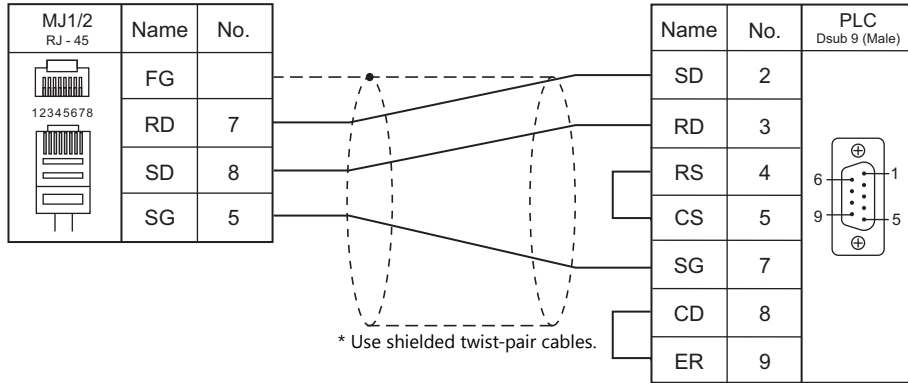 MJ1/2
RJ - 45
Name No.
FG
12345678
RD 7
SD 8
SG 5
* Use shielded twist-pair cables.
Name No. PLC
Dsub 9 (Male)
SD 2
RD 3
RS 4
CS 5
SG 7
CD 8
ER 9
6 1
9 5